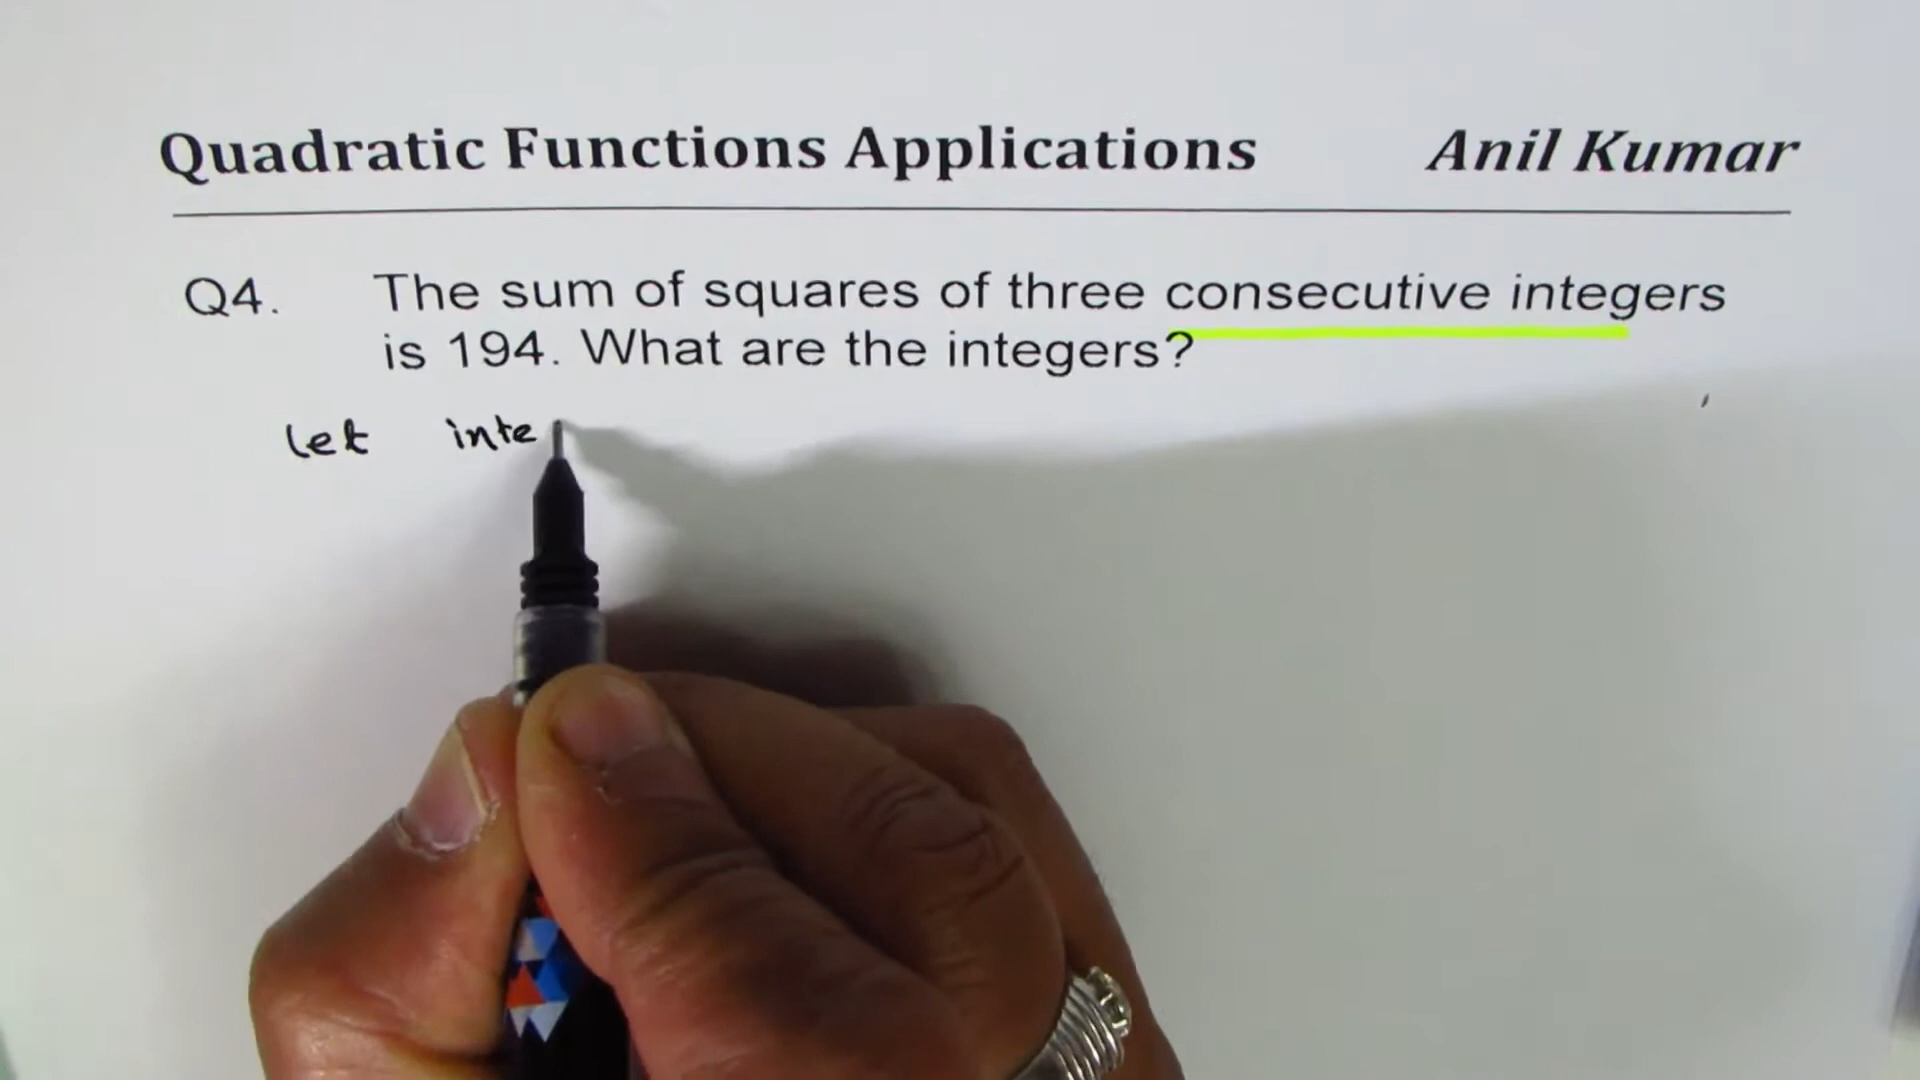 Quadratic Functions Applications Anil Kumar
Q4. The sum of squares of three consecutive integers
is 194. What are the integers?
let inte